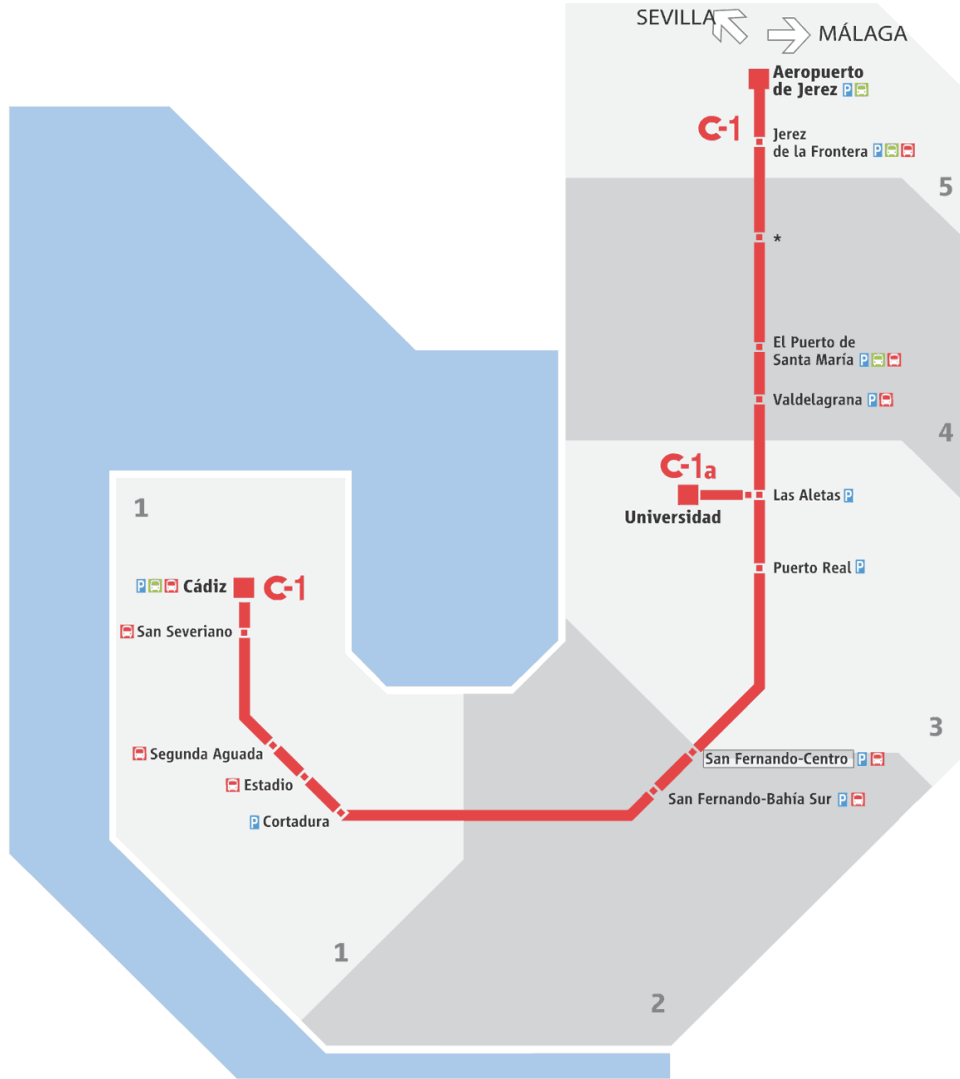 SEVILLA
MÁLAGA
Aeropuerto
de Jerez P
C-1
Jerez
de la Frontera P
5
*
El Puerto de
Santa María P
Valdelagrana P
4
C-1a
Universidad
Las Aletas P
Puerto Real P
1
P Cádiz C-1
San Severiano
3
Segunda Aguada
San Fernando-Centro P
Estadio
San Fernando-Bahía Sur P
P Cortadura
1
2